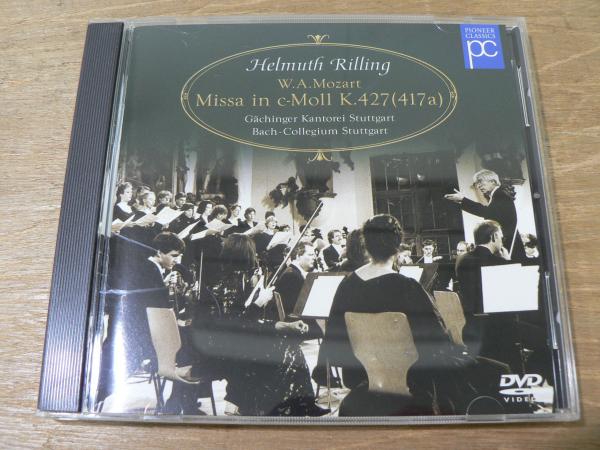 PIONEER
CLASSICS
pc
Helmuth Rilling
W.A.Mozart
Missa in c-Moll K.427(417a)
Gächinger Kantorei Stuttgart
Bach-Collegium Stuttgart
DVD
VIDEO